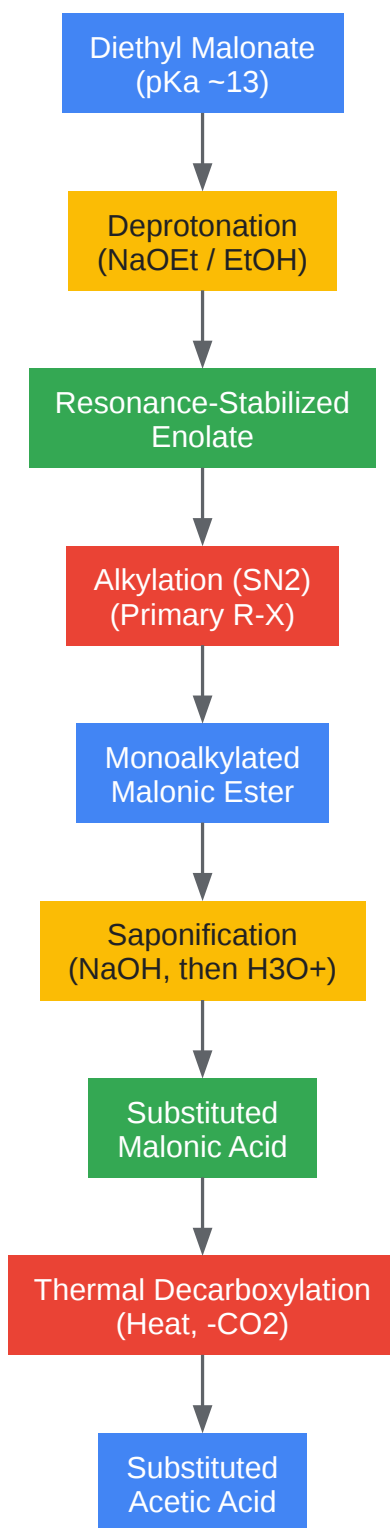 Diethyl Malonate
(pKa ~13)
Deprotonation
(NaOEt / EtOH)
Resonance-Stabilized
Enolate
Alkylation (SN2)
(Primary R-X)
Monoalkylated
Malonic Ester
Saponification
(NaOH, then H3O+)
Substituted
Malonic Acid
Thermal Decarboxylation
(Heat, -CO2)
Substituted
Acetic Acid